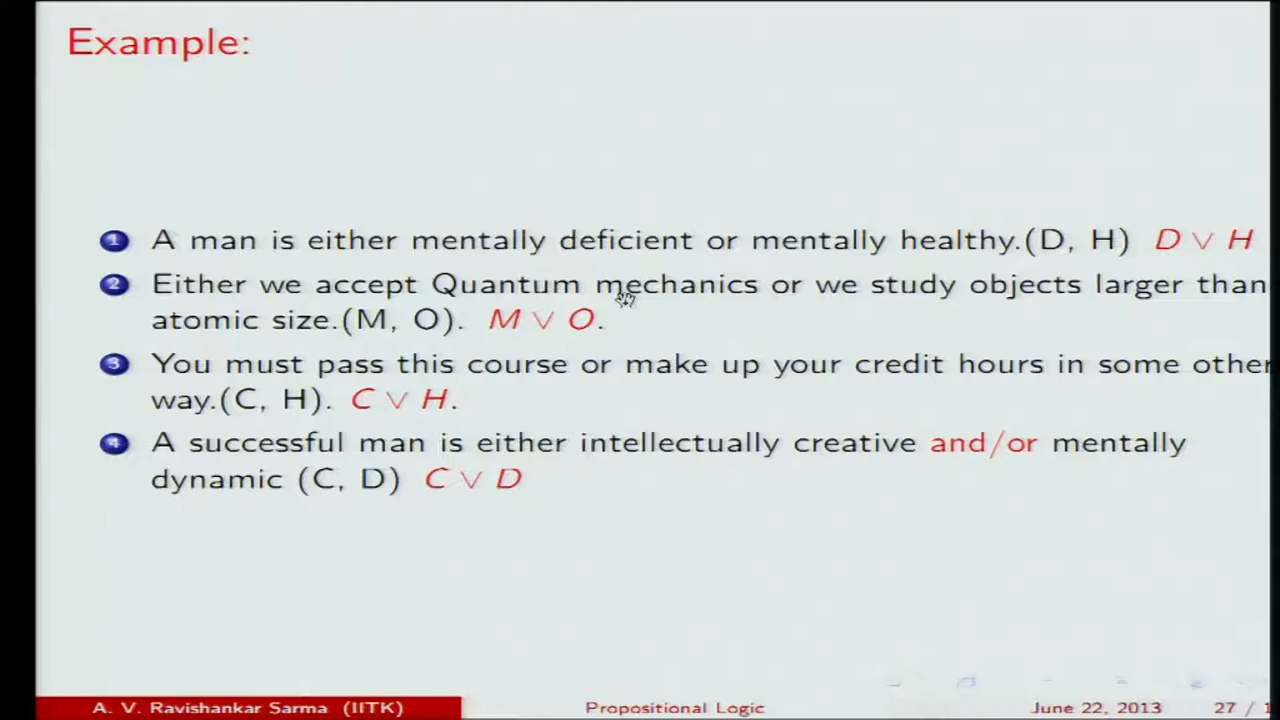 Example:
1 A man is either mentally deficient or mentally healthy.(D, H) D ∨ H
2 Either we accept Quantum mechanics or we study objects larger than
atomic size.(M, O). M ∨ O.
3 You must pass this course or make up your credit hours in some other
way.(C, H). C ∨ H.
4 A successful man is either intellectually creative and/or mentally
dynamic (C, D) C ∨ D
A. V. Ravishankar Sarma (IITK) Propositional Logic June 22, 2013 27 / 1